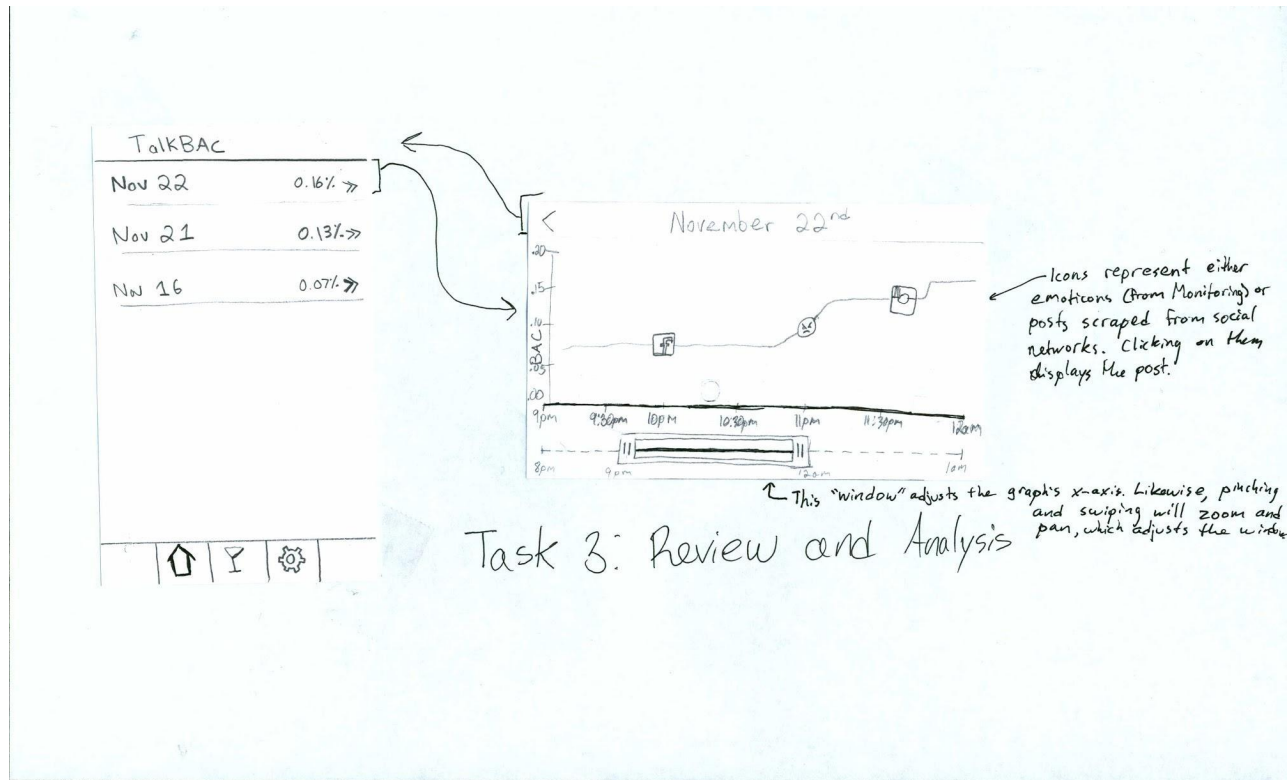 TalkBAC
Nov 22 0.16% >>
Nov 21 0.13% >>
Nov 16 0.07% >>
< November 22nd
.20
.15
.10
.05
.00
BAC
9pm 9:30pm 10pm 10:30pm 11pm 11:30pm 12am
8pm 9pm 12am 1am
Icons represent either
emoticons (from Monitoring) or
posts scraped from social
networks. Clicking on them
displays the post.
This "window" adjusts the graph's x-axis. Likewise, pinching
and swiping will zoom and
pan, which adjusts the window
Task 3: Review and Analysis